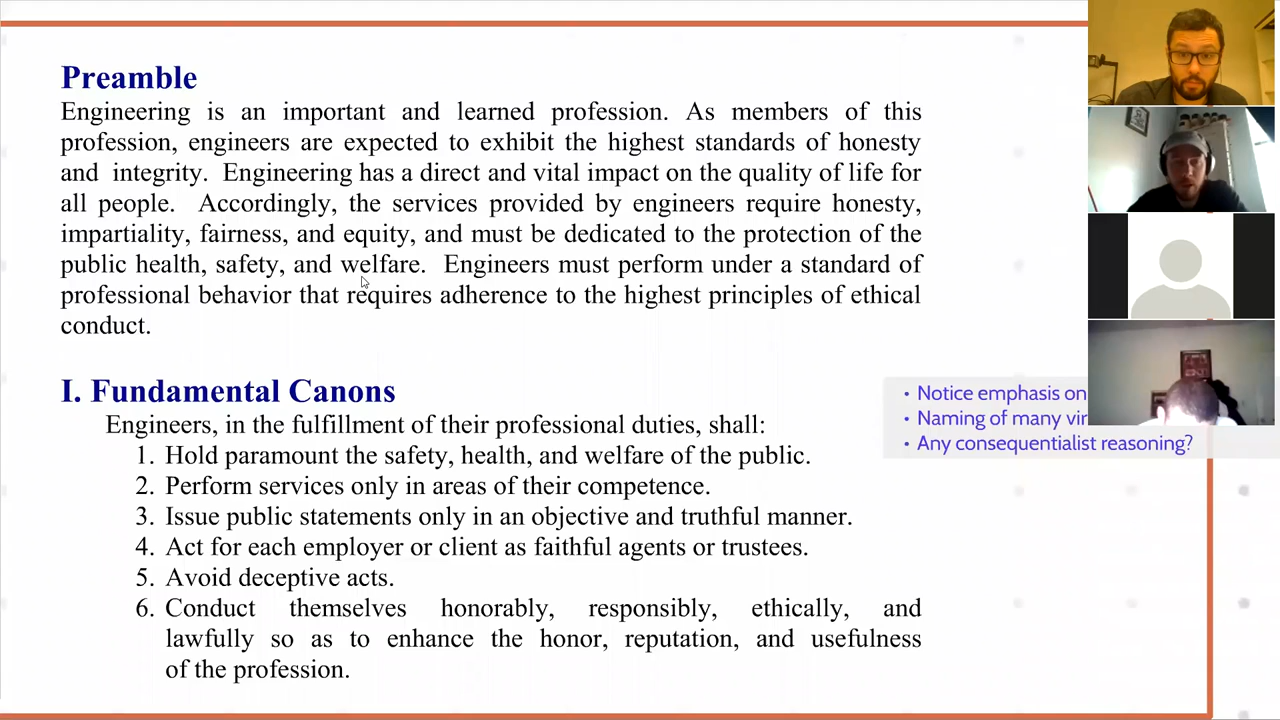 Preamble
Engineering is an important and learned profession. As members of this
profession, engineers are expected to exhibit the highest standards of honesty
and integrity. Engineering has a direct and vital impact on the quality of life for
all people. Accordingly, the services provided by engineers require honesty,
impartiality, fairness, and equity, and must be dedicated to the protection of the
public health, safety, and welfare. Engineers must perform under a standard of
professional behavior that requires adherence to the highest principles of ethical
conduct.
I. Fundamental Canons
Engineers, in the fulfillment of their professional duties, shall:
1. Hold paramount the safety, health, and welfare of the public.
2. Perform services only in areas of their competence.
3. Issue public statements only in an objective and truthful manner.
4. Act for each employer or client as faithful agents or trustees.
5. Avoid deceptive acts.
6. Conduct themselves honorably, responsibly, ethically, and
lawfully so as to enhance the honor, reputation, and usefulness
of the profession.
• Notice emphasis on
• Naming of many
• Any consequentialist reasoning?